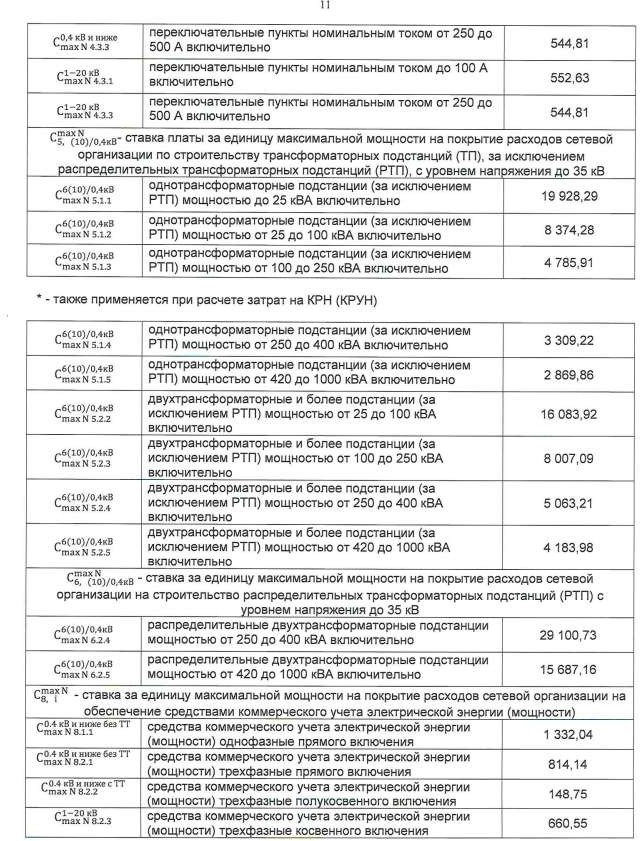 11
C 0,4 кВ и ниже max N 4.3.3 переключательные пункты номинальным током от 250 до 544,81
500 А включительно
C 1−20 кВ max N 4.3.1 переключательные пункты номинальным током до 100 А 552,63
включительно
C 1−20 кВ max N 4.3.3 переключательные пункты номинальным током от 250 до 544,81
500 А включительно
C max N 5, (10)/0,4кВ - ставка платы за единицу максимальной мощности на покрытие расходов сетевой
организации по строительству трансформаторных подстанций (ТП), за исключением
распределительных трансформаторных подстанций (РТП), с уровнем напряжения до 35 кВ
C 6(10)/0,4кВ max N 5.1.1 однотрансформаторные подстанции (за исключением 19 928,29
РТП) мощностью до 25 кВА включительно
C 6(10)/0,4кВ max N 5.1.2 однотрансформаторные подстанции (за исключением 8 374,28
РТП) мощностью от 25 до 100 кВА включительно
C 6(10)/0,4кВ max N 5.1.3 однотрансформаторные подстанции (за исключением 4 785,91
РТП) мощностью от 100 до 250 кВА включительно
* - также применяется при расчете затрат на КРН (КРУН)
C 6(10)/0,4кВ max N 5.1.4 однотрансформаторные подстанции (за исключением 3 309,22
РТП) мощностью от 250 до 400 кВА включительно
C 6(10)/0,4кВ max N 5.1.5 однотрансформаторные подстанции (за исключением 2 869,86
РТП) мощностью от 420 до 1000 кВА включительно
C 6(10)/0,4кВ max N 5.2.2 двухтрансформаторные и более подстанции (за 16 083,92
исключением РТП) мощностью от 25 до 100 кВА
включительно
C 6(10)/0,4кВ max N 5.2.3 двухтрансформаторные и более подстанции (за 8 007,09
исключением РТП) мощностью от 100 до 250 кВА
включительно
C 6(10)/0,4кВ max N 5.2.4 двухтрансформаторные и более подстанции (за 5 063,21
исключением РТП) мощностью от 250 до 400 кВА
включительно
C 6(10)/0,4кВ max N 5.2.5 двухтрансформаторные и более подстанции (за 4 183,98
исключением РТП) мощностью от 420 до 1000 кВА
включительно
C max N 6, (10)/0,4кВ - ставка за единицу максимальной мощности на покрытие расходов сетевой
организации на строительство распределительных трансформаторных подстанций (РТП) с
уровнем напряжения до 35 кВ
C 6(10)/0,4кВ max N 6.2.4 распределительные двухтрансформаторные подстанции 29 100,73
мощностью от 250 до 400 кВА включительно
C 6(10)/0,4кВ max N 6.2.5 распределительные двухтрансформаторные подстанции 15 687,16
мощностью от 420 до 1000 кВА включительно
C max N 8, i - ставка за единицу максимальной мощности на покрытие расходов сетевой организации на
обеспечение средствами коммерческого учета электрической энергии (мощности)
C 0.4 кВ и ниже без ТТ max N 8.1.1 средства коммерческого учета электрической энергии 1 332,04
(мощности) однофазные прямого включения
C 0.4 кВ и ниже без ТТ max N 8.2.1 средства коммерческого учета электрической энергии 814,14
(мощности) трехфазные прямого включения
C 0.4 кВ и ниже с ТТ max N 8.2.2 средства коммерческого учета электрической энергии 148,75
(мощности) трехфазные полукосвенного включения
C 1−20 кВ max N 8.2.3 средства коммерческого учета электрической энергии 660,55
(мощности) трехфазные косвенного включения